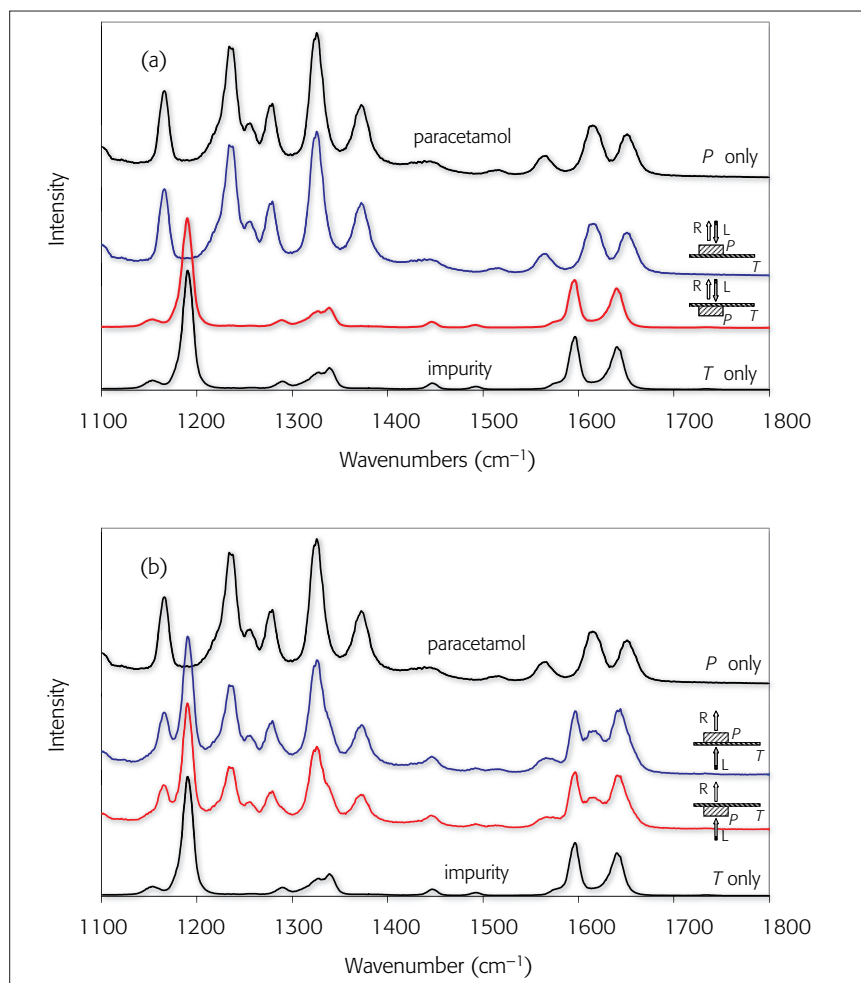 (a)
paracetamol
P only
R L
P
T
R L
T
P
impurity
T only
Intensity
1100 1200 1300 1400 1500 1600 1700 1800
Wavenumbers (cm⁻¹)
(b)
paracetamol
P only
R
P
T
L
R
P T
L
impurity
T only
Intensity
1100 1200 1300 1400 1500 1600 1700 1800
Wavenumber (cm⁻¹)